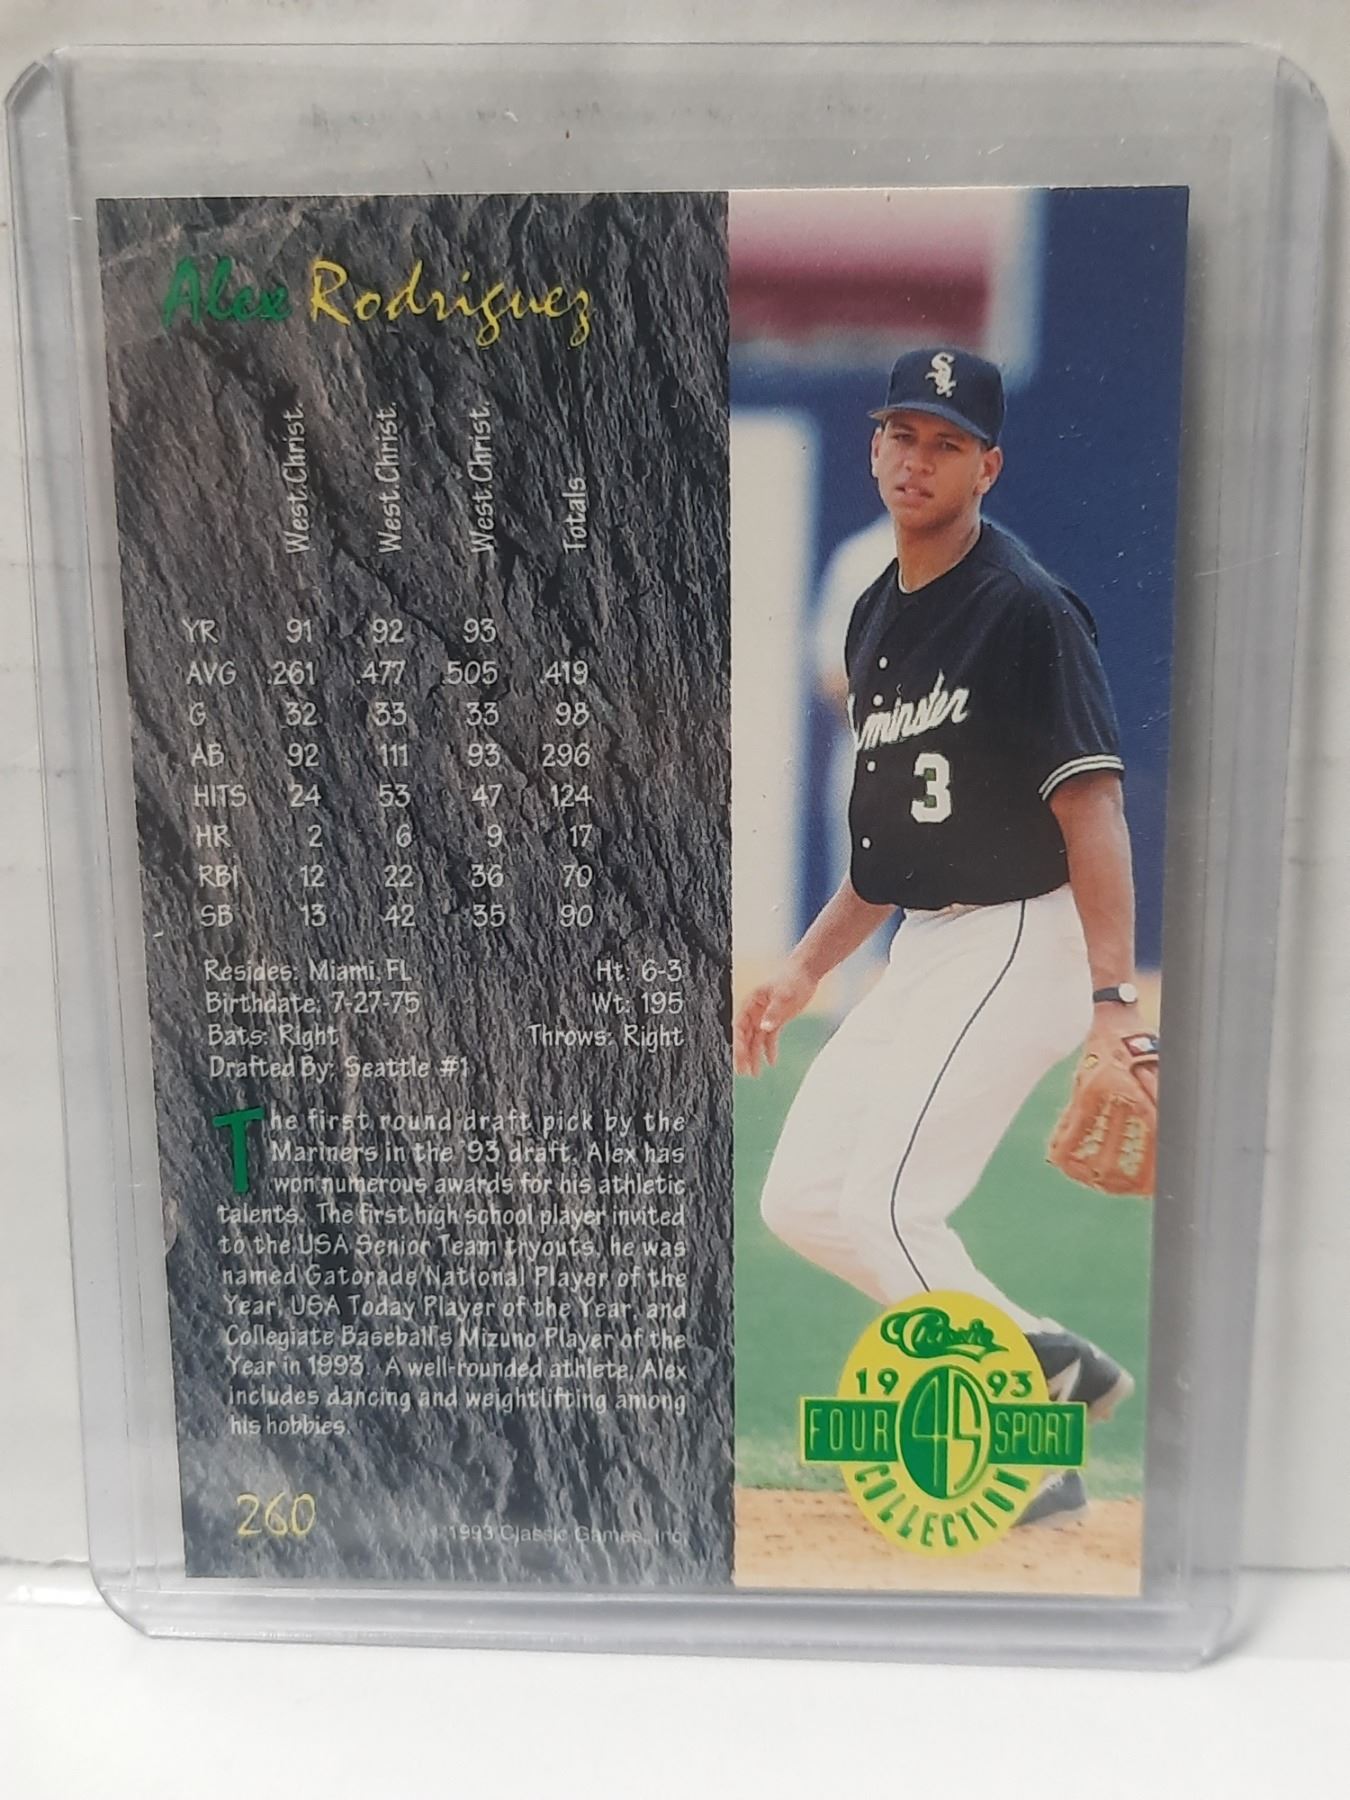 Alex Rodriguez
West.Christ. West.Christ. West.Christ. Totals
YR 91 92 93
AVG .261 .477 .505 .419
G 32 33 33 98
AB 92 111 93 296
HITS 24 53 47 124
HR 2 6 9 17
RBI 12 22 36 70
SB 13 42 35 90
Resides: Miami, FL Ht: 6-3
Birthdate: 7-27-75 Wt: 195
Bats: Right Throws: Right
Drafted By: Seattle #1
The first round draft pick by the
Mariners in the '93 draft, Alex has
won numerous awards for his athletic
talents. The first high school player invited
to the USA Senior Team tryouts, he was
named Gatorade National Player of the
Year, USA Today Player of the Year, and
Collegiate Baseball's Mizuno Player of the
Year in 1993. A well-rounded athlete, Alex
includes dancing and weightlifting among
his hobbies.
260
1993 Classic Games, Inc.
Sox
minster
3
Classic
1993
FOUR 4S SPORT
COLLECTION